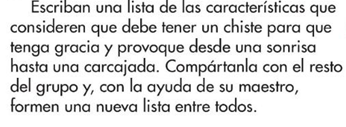 Escriban una lista de las características que
consideren que debe tener un chiste para que
tenga gracia y provoque desde una sonrisa
hasta una carcajada. Compártanla con el resto
del grupo y, con la ayuda de su maestro,
formen una nueva lista entre todos.